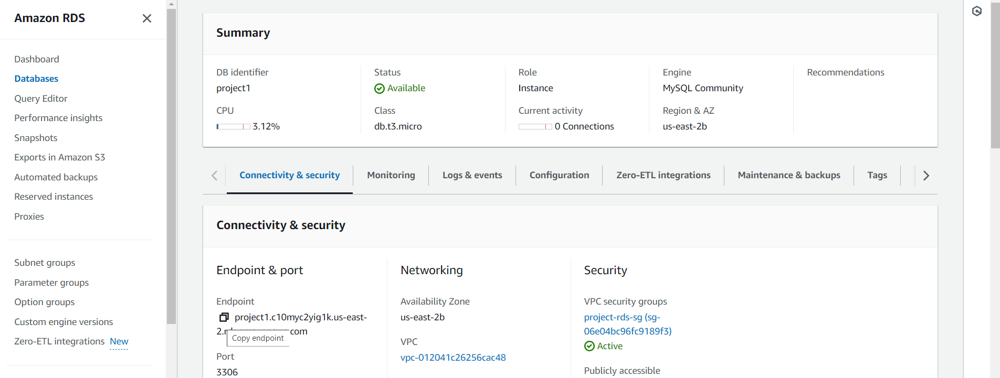 Amazon RDS
Dashboard
Databases
Query Editor
Performance insights
Snapshots
Exports in Amazon S3
Automated backups
Reserved instances
Proxies
Subnet groups
Parameter groups
Option groups
Custom engine versions
Zero-ETL integrations New
Summary
DB identifier
project1
Status
Available
Role
Instance
Engine
MySQL Community
Recommendations
CPU
3.12%
Class
db.t3.micro
Current activity
0 Connections
Region & AZ
us-east-2b
Connectivity & security
Monitoring
Logs & events
Configuration
Zero-ETL integrations
Maintenance & backups
Tags
Connectivity & security
Endpoint & port
Endpoint
project1.c10myc2yig1k.us-east-
com
Copy endpoint
Port
3306
Networking
Availability Zone
us-east-2b
VPC
vpc-012041c26256cac48
Security
VPC security groups
project-rds-sg (sg-
06e04bc96fc9189f3)
Active
Publicly accessible